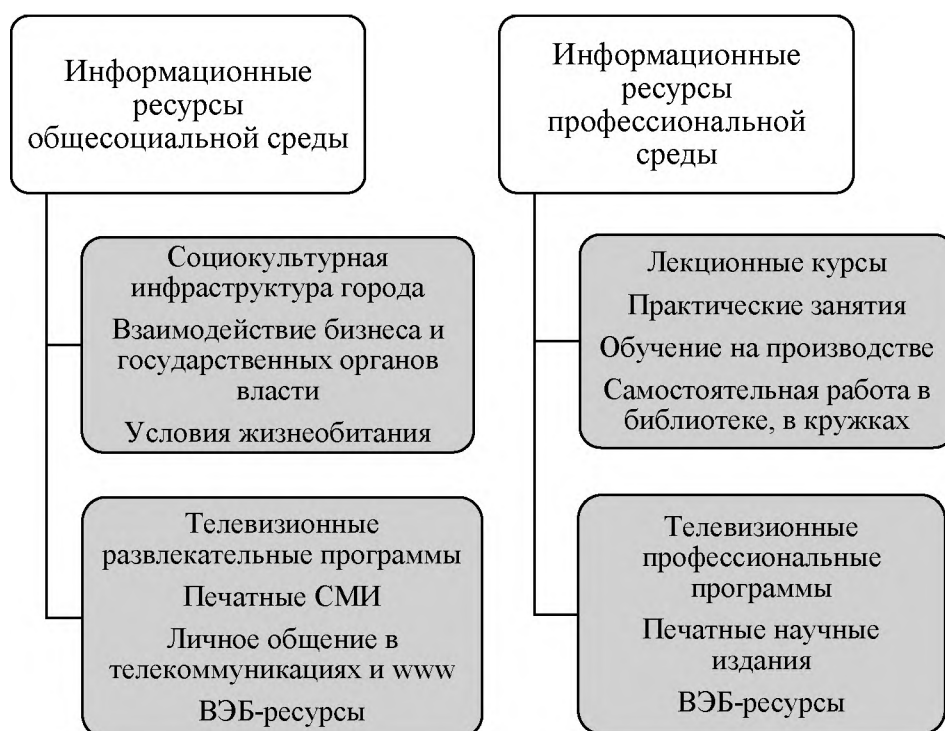 Информационные
ресурсы
общесоциальной среды
Социокультурная
инфраструктура города
Взаимодействие бизнеса и
государственных органов
власти
Условия жизнеобитания
Телевизионные
развлекательные программы
Печатные СМИ
Личное общение в
телекоммуникациях и www
ВЭБ-ресурсы
Информационные
ресурсы
профессиональной
среды
Лекционные курсы
Практические занятия
Обучение на производстве
Самостоятельная работа в
библиотеке, в кружках
Телевизионные
профессиональные
программы
Печатные научные
издания
ВЭБ-ресурсы